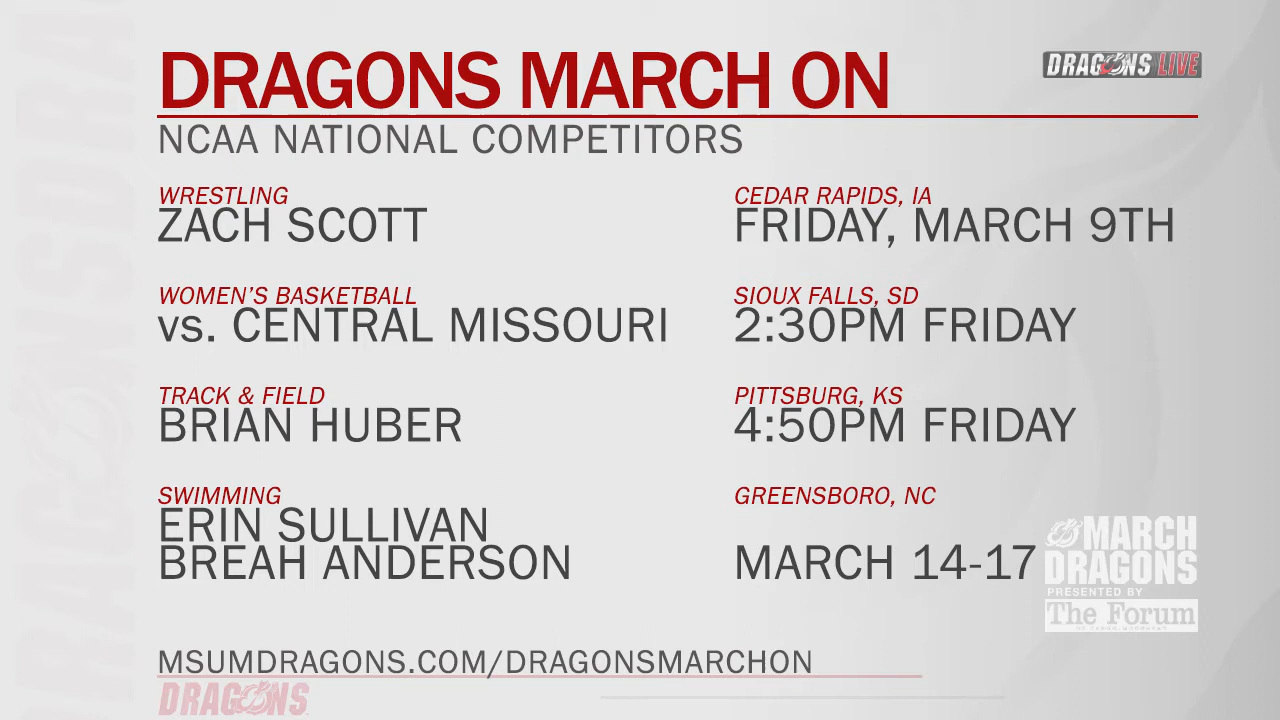 DRAGONS MARCH ON
DRAGONS LIVE
NCAA NATIONAL COMPETITORS
WRESTLING
ZACH SCOTT
CEDAR RAPIDS, IA
FRIDAY, MARCH 9TH
WOMEN'S BASKETBALL
vs. CENTRAL MISSOURI
SIOUX FALLS, SD
2:30PM FRIDAY
TRACK & FIELD
BRIAN HUBER
PITTSBURG, KS
4:50PM FRIDAY
SWIMMING
ERIN SULLIVAN
BREAH ANDERSON
GREENSBORO, NC
MARCH 14-17
MARCH
DRAGONS
PRESENTED BY
The Forum
MSUMDRAGONS.COM/DRAGONSMARCHON
DRAGONS
DRAGONS